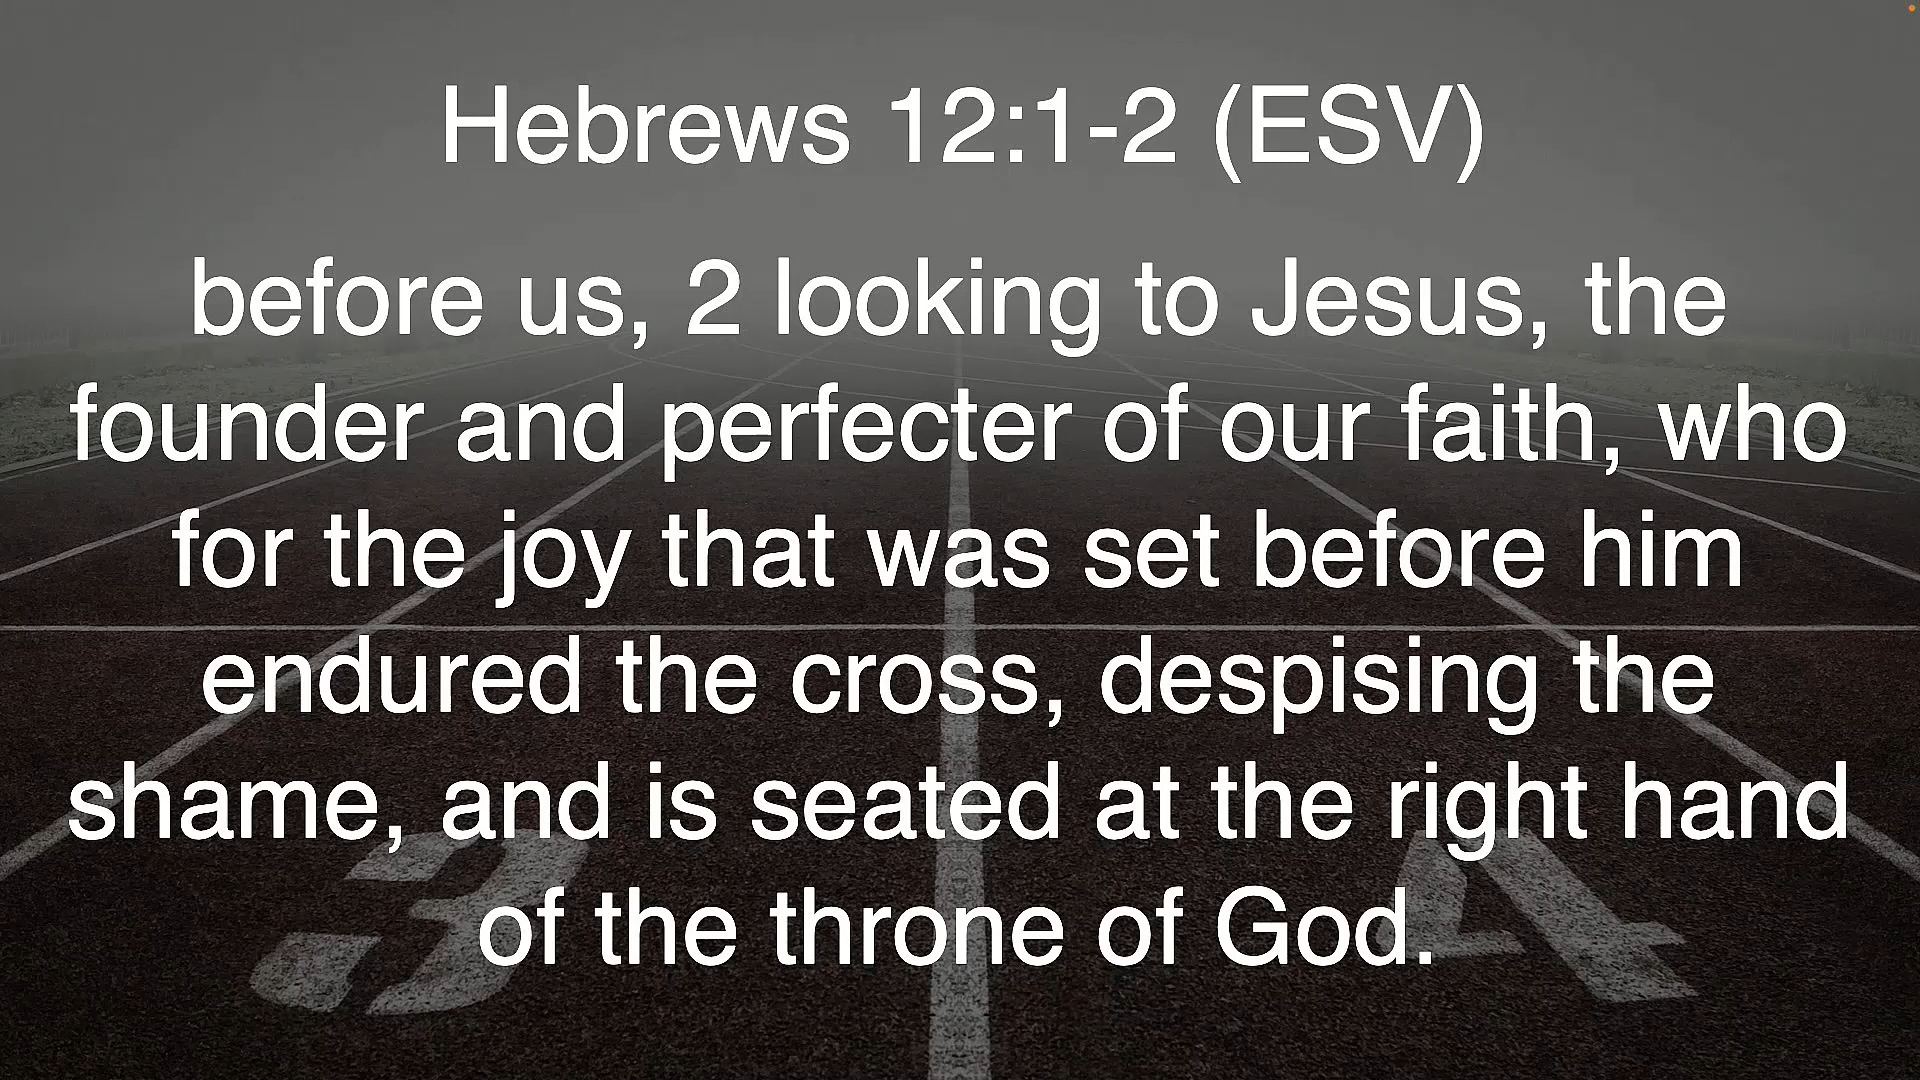 Hebrews 12:1-2 (ESV)
before us, 2 looking to Jesus, the
founder and perfecter of our faith, who
for the joy that was set before him
endured the cross, despising the
shame, and is seated at the right hand
of the throne of God.
3 4